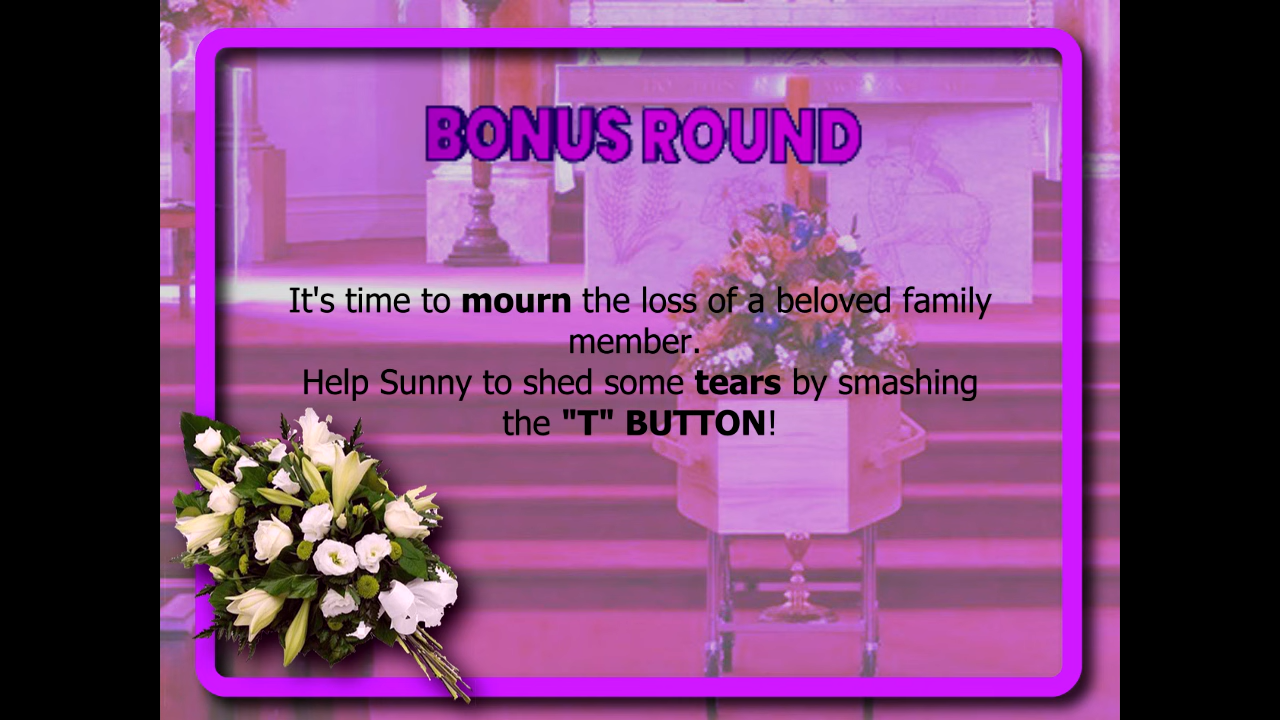 BONUS ROUND
It's time to mourn the loss of a beloved family
member.
Help Sunny to shed some tears by smashing
the "T" BUTTON!